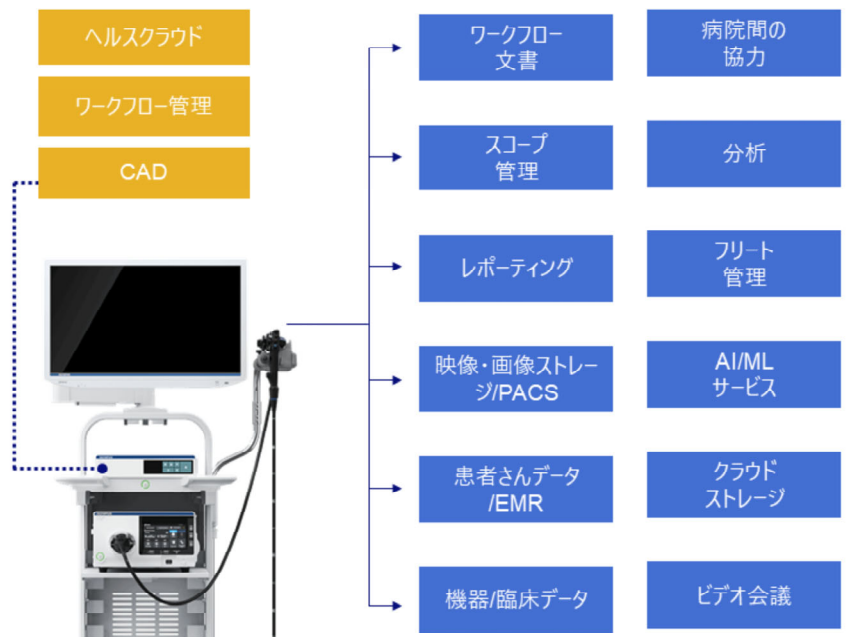 ヘルスクラウド
ワークフロー管理
CAD
ワークフロー
文書
スコープ
管理
レポーティング
映像・画像ストレー
ジ/PACS
患者さんデータ
/EMR
機器/臨床データ
病院間の
協力
分析
フリート
管理
AI/ML
サービス
クラウド
ストレージ
ビデオ会議